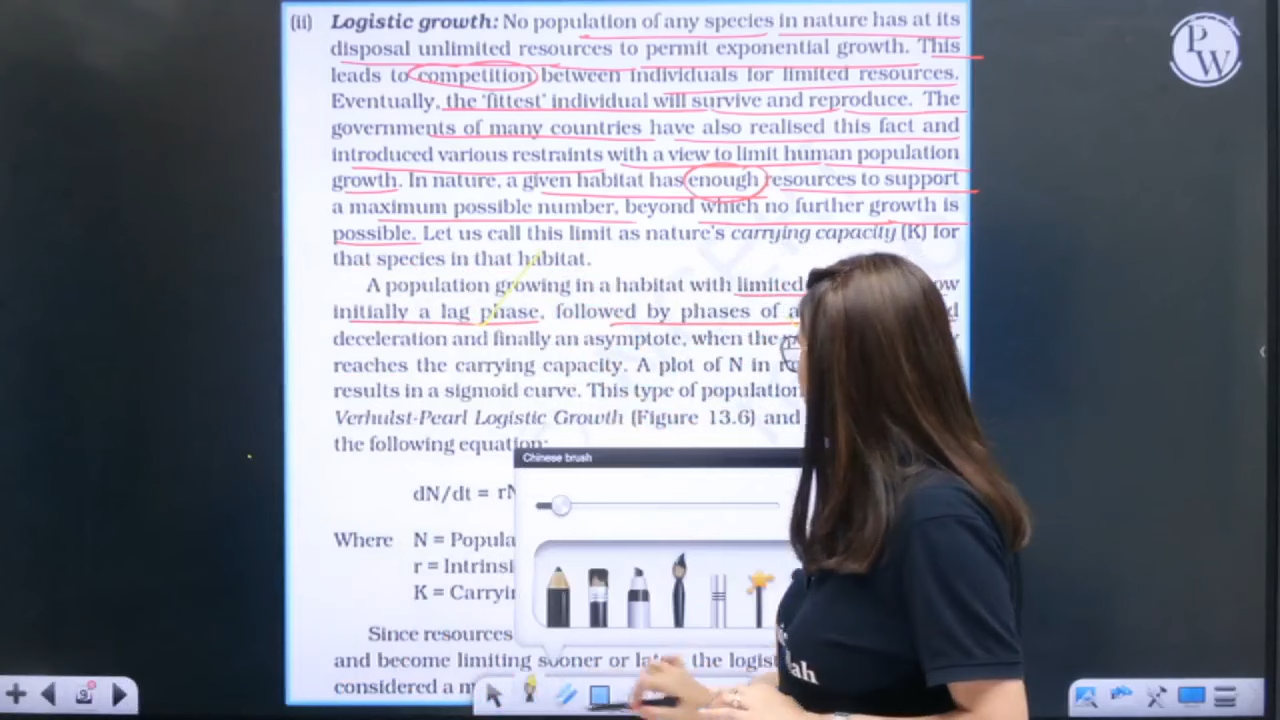 (ii) Logistic growth: No population of any species in nature has at its
disposal unlimited resources to permit exponential growth. This
leads to competition between individuals for limited resources.
Eventually, the 'fittest' individual will survive and reproduce. The
governments of many countries have also realised this fact and
introduced various restraints with a view to limit human population
growth. In nature, a given habitat has enough resources to support
a maximum possible number, beyond which no further growth is
possible. Let us call this limit as nature's carrying capacity (K) for
that species in that habitat.
A population growing in a habitat with limited
initially a lag phase, followed by phases of
deceleration and finally an asymptote, when the
reaches the carrying capacity. A plot of N in
results in a sigmoid curve. This type of population
Verhulst-Pearl Logistic Growth (Figure 13.6) and
the following equation:
Chinese brush
dN/dt =
Where N =
r =
K =
Since resources
and become limiting sooner or the
considered a
PW